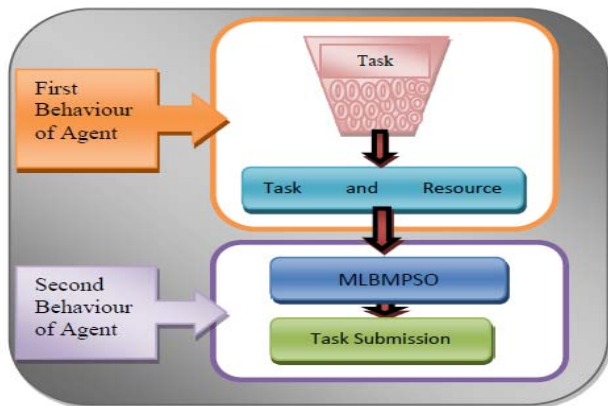 Task
First
Behaviour
of Agent
Task and Resource
Second
Behaviour
of Agent
MLBMPSO
Task Submission